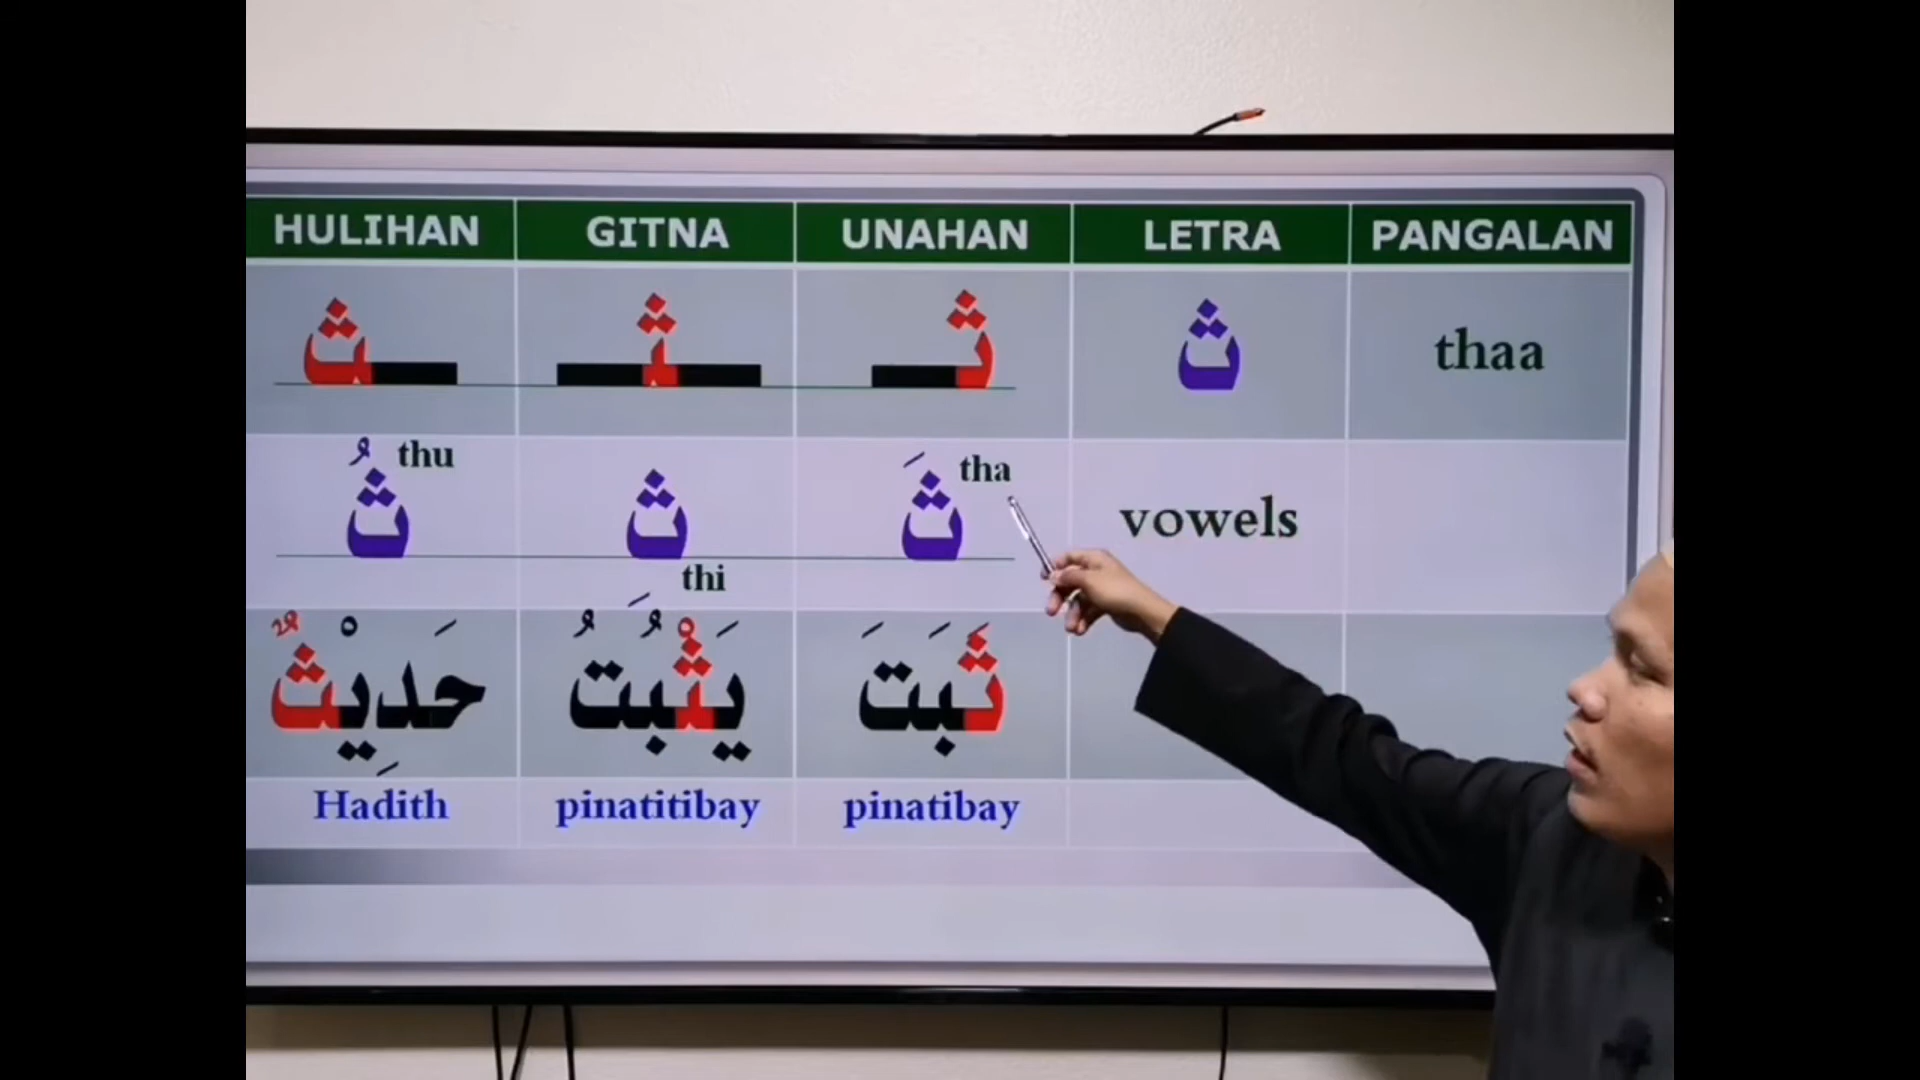 HULIHAN GITNA UNAHAN LETRA PANGALAN
ـث ـثـ ثـ ث thaa
ثُ thu ث thi ثَ tha vowels
حَدِيْثٌ يَثْبُتُ ثَبَتَ
Hadith pinatitibay pinatibay